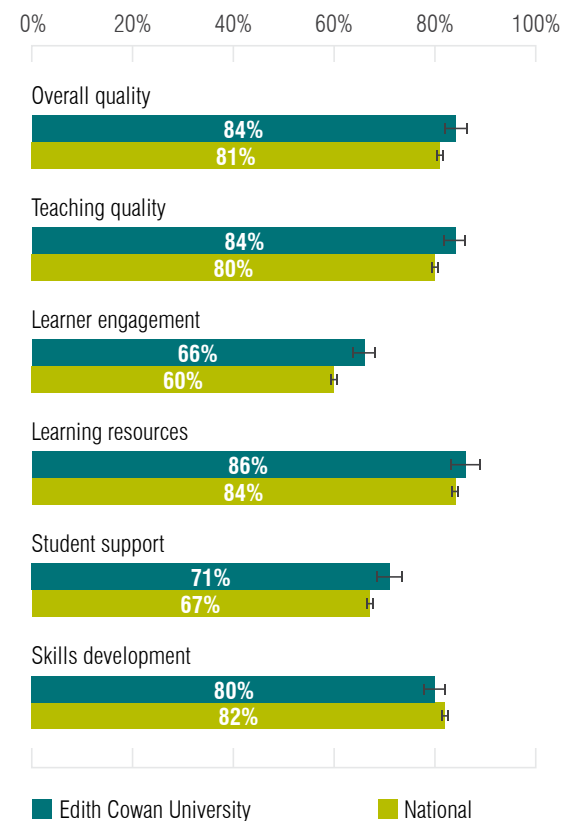 0% 20% 40% 60% 80% 100%
Overall quality
84%
81%
Teaching quality
84%
80%
Learner engagement
66%
60%
Learning resources
86%
84%
Student support
71%
67%
Skills development
80%
82%
Edith Cowan University National